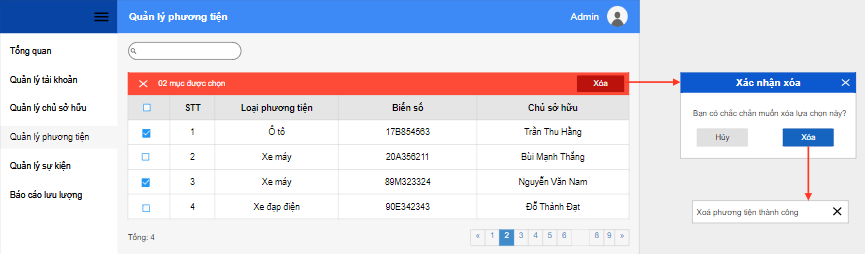 Quản lý phương tiện
Admin
Tổng quan
Quản lý tài khoản
Quản lý chủ sở hữu
Quản lý phương tiện
Quản lý sự kiện
Báo cáo lưu lượng
02 mục được chọn
Xóa
STT Loại phương tiện Biển số Chủ sở hữu
1 Ô tô 17B854563 Trần Thu Hằng
2 Xe máy 20A356211 Bùi Mạnh Thắng
3 Xe máy 89M323324 Nguyễn Văn Nam
4 Xe đạp điện 90E342343 Đỗ Thành Đạt
Tổng: 4
« 1 2 3 4 5 6 8 9 »
Xác nhận xóa
Bạn có chắc chắn muốn xóa lựa chọn này?
Hủy Xóa
Xoá phương tiện thành công